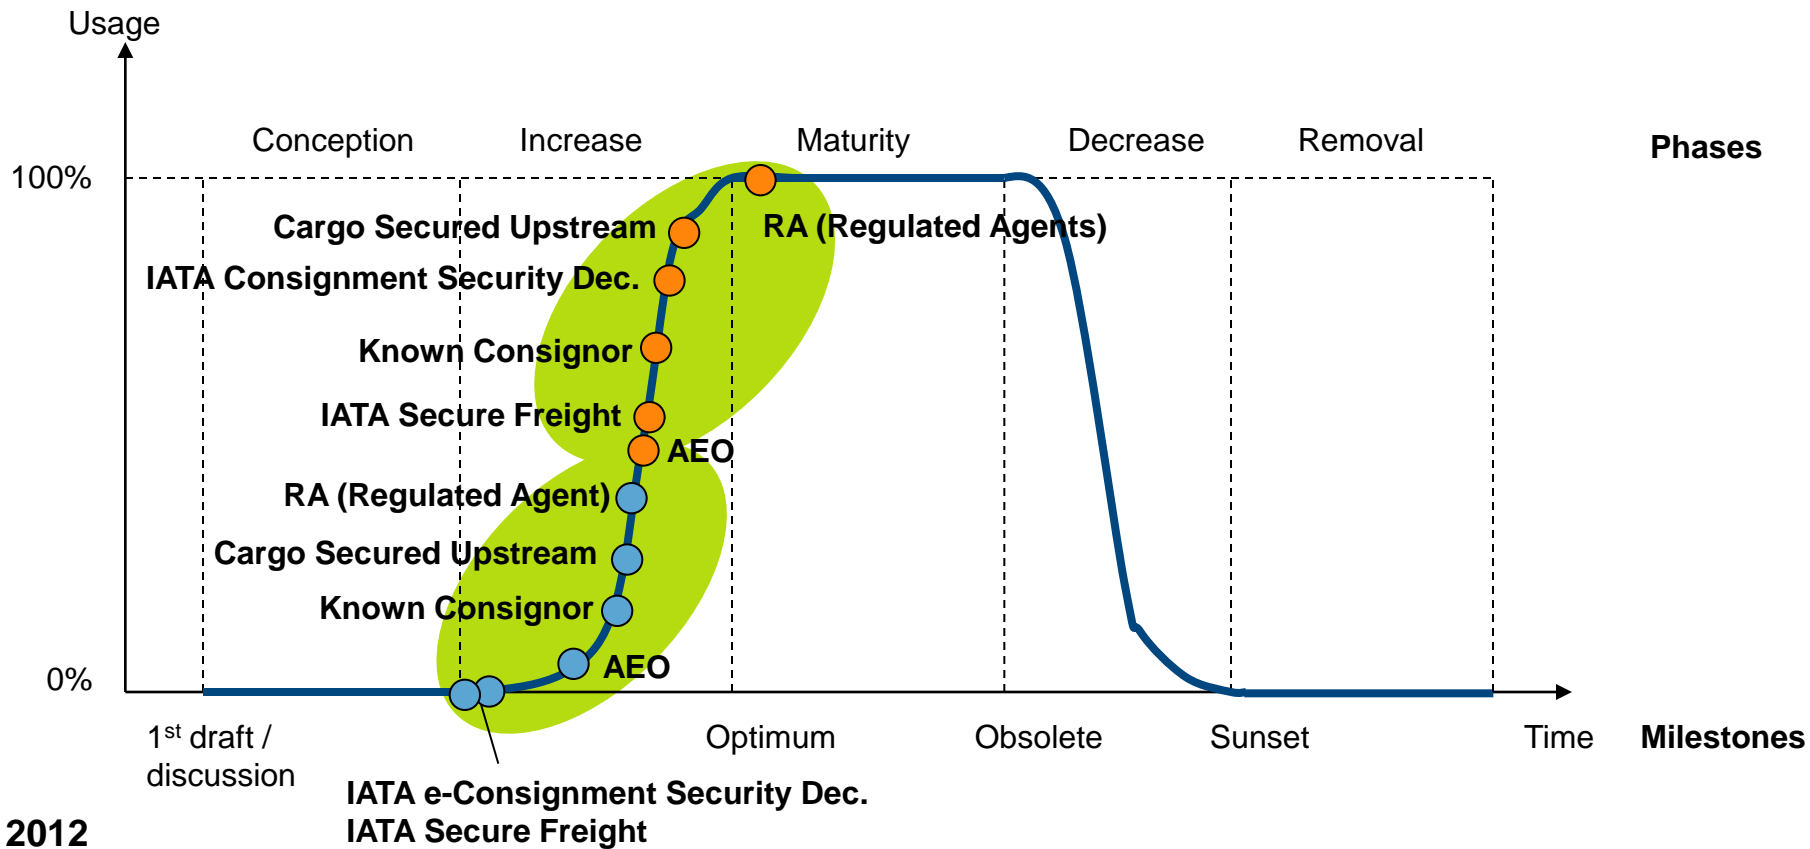 Usage
Conception Increase Maturity Decrease Removal Phases
100%
Cargo Secured Upstream RA (Regulated Agents)
IATA Consignment Security Dec.
Known Consignor
IATA Secure Freight
AEO
RA (Regulated Agent)
Cargo Secured Upstream
Known Consignor
AEO
0%
1st draft / Optimum Obsolete Sunset Time Milestones
discussion
IATA e-Consignment Security Dec.
IATA Secure Freight
2012